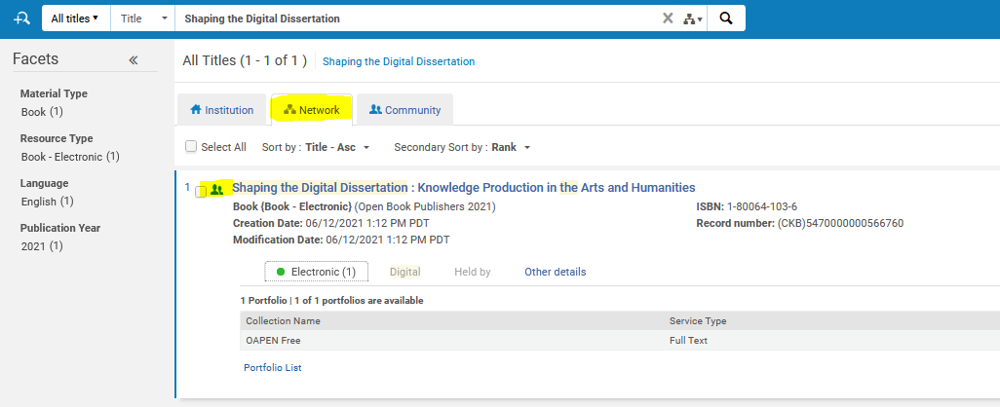 All titles Title Shaping the Digital Dissertation
Facets
All Titles (1 - 1 of 1 ) Shaping the Digital Dissertation
Material Type
Book (1)
Resource Type
Book - Electronic (1)
Language
English (1)
Publication Year
2021 (1)
Institution Network Community
Select All Sort by : Title - Asc Secondary Sort by : Rank
1 Shaping the Digital Dissertation : Knowledge Production in the Arts and Humanities
Book {Book - Electronic} (Open Book Publishers 2021) ISBN: 1-80064-103-6
Creation Date: 06/12/2021 1:12 PM PDT Record number: (CKB)5470000000566760
Modification Date: 06/12/2021 1:12 PM PDT
Electronic (1) Digital Held by Other details
1 Portfolio | 1 of 1 portfolios are available
Collection Name Service Type
OAPEN Free Full Text
Portfolio List